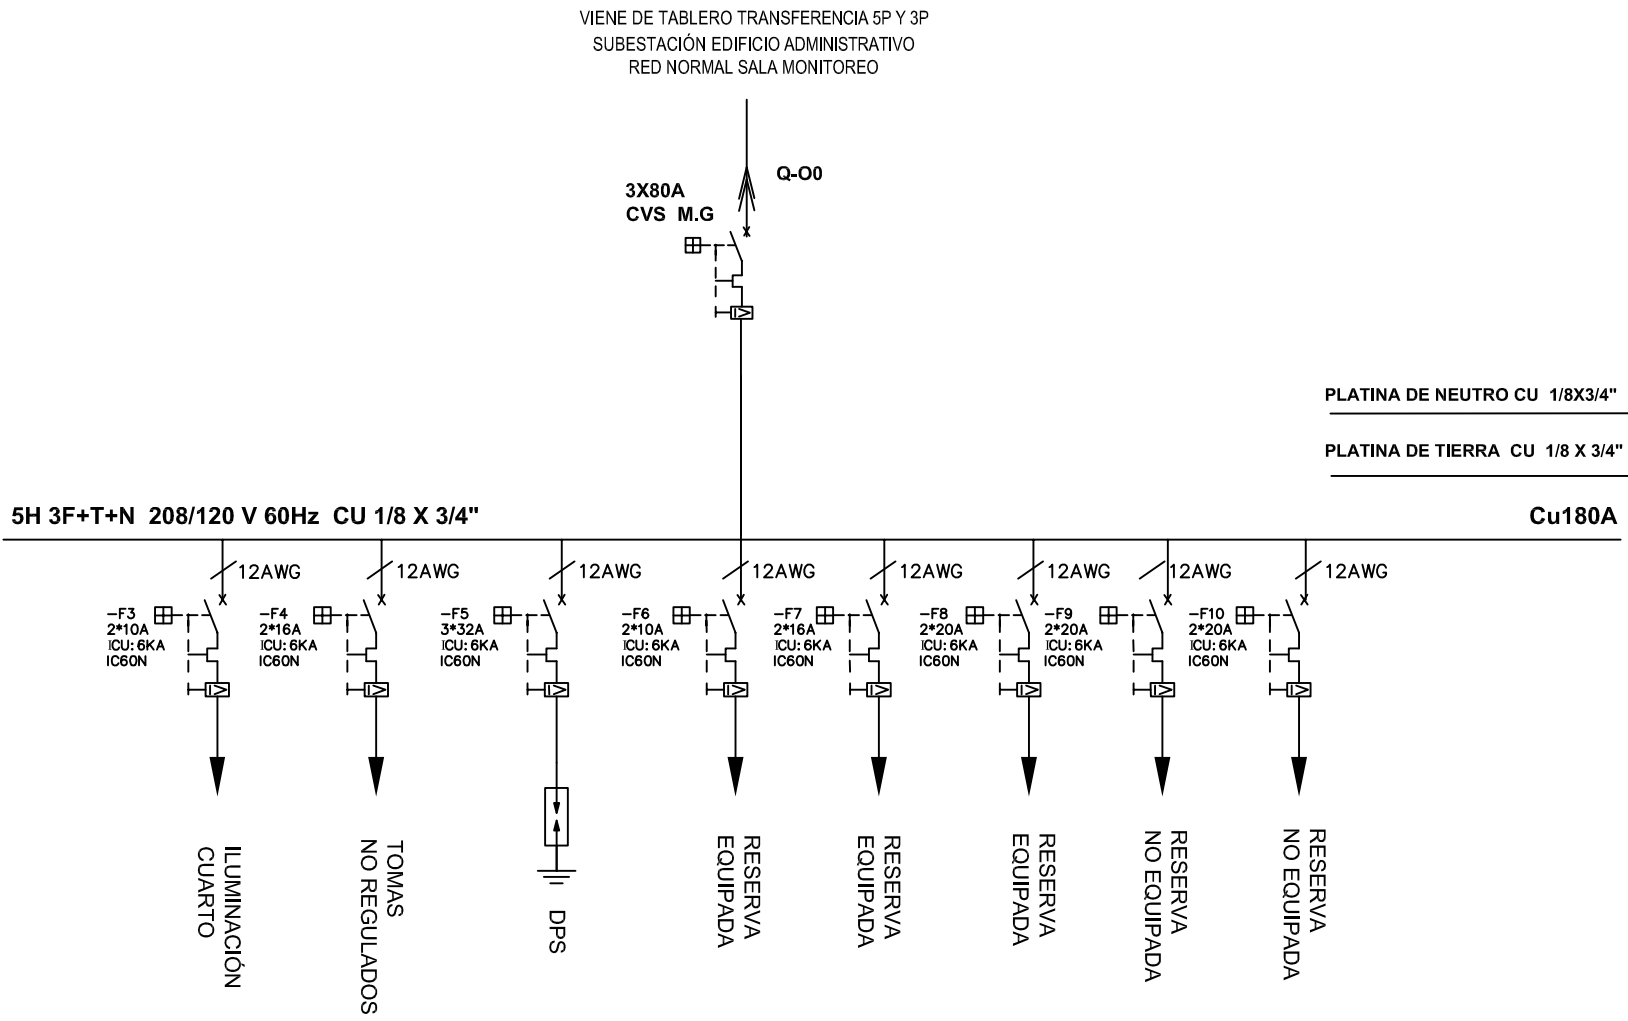 VIENE DE TABLERO TRANSFERENCIA 5P Y 3P
SUBESTACIÓN EDIFICIO ADMINISTRATIVO
RED NORMAL SALA MONITOREO
Q-O0
3X80A
CVS M.G
PLATINA DE NEUTRO CU 1/8X3/4"
PLATINA DE TIERRA CU 1/8 X 3/4"
5H 3F+T+N 208/120 V 60Hz CU 1/8 X 3/4"
Cu180A
12AWG
12AWG
12AWG
12AWG
12AWG
12AWG
12AWG
12AWG
-F3
2*10A
ICU: 6KA
IC60N
-F4
2*16A
ICU: 6KA
IC60N
-F5
3*32A
ICU: 6KA
IC60N
-F6
2*10A
ICU: 6KA
IC60N
-F7
2*16A
ICU: 6KA
IC60N
-F8
2*20A
ICU: 6KA
IC60N
-F9
2*20A
ICU: 6KA
IC60N
-F10
2*20A
ICU: 6KA
IC60N
ILUMINACIÓN
CUARTO
TOMAS
NO REGULADOS
DPS
RESERVA
EQUIPADA
RESERVA
EQUIPADA
RESERVA
EQUIPADA
RESERVA
NO EQUIPADA
RESERVA
NO EQUIPADA